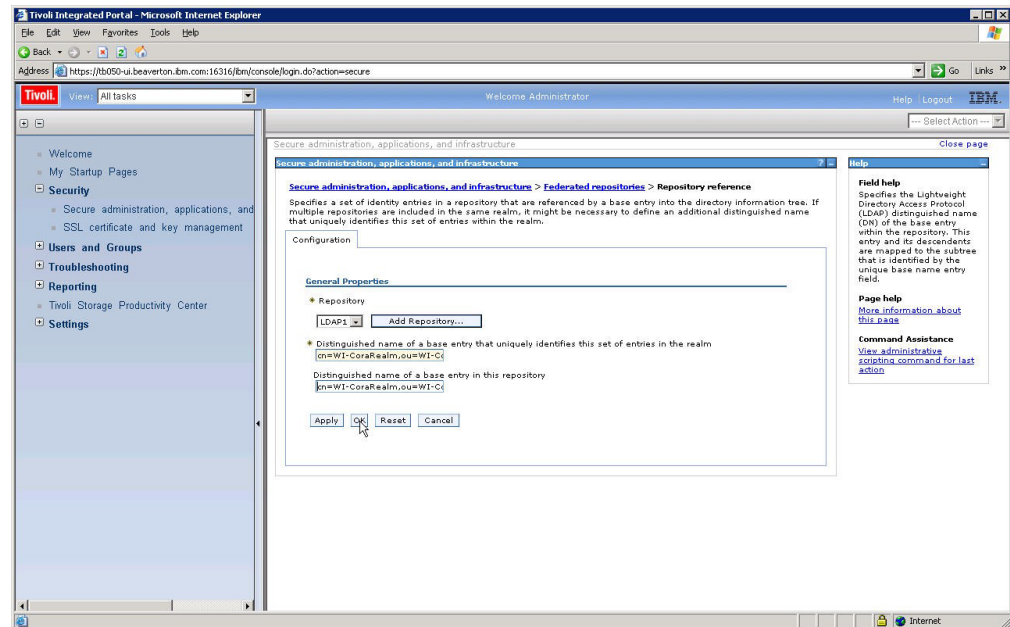 Tivoli Integrated Portal - Microsoft Internet Explorer
File Edit View Favorites Tools Help
Back
Address https://tb050-ui.beaverton.ibm.com:16316/ibm/console/login.do?action=secure Go Links »
Tivoli. View: All tasks Welcome Administrator Help Logout IBM.
--- Select Action ---
Welcome
My Startup Pages
Security
Secure administration, applications, and
SSL certificate and key management
Users and Groups
Troubleshooting
Reporting
Tivoli Storage Productivity Center
Settings
Secure administration, applications, and infrastructure Close page
Secure administration, applications, and infrastructure ? -
Secure administration, applications, and infrastructure > Federated repositories > Repository reference
Specifies a set of identity entries in a repository that are referenced by a base entry into the directory information tree. If
multiple repositories are included in the same realm, it might be necessary to define an additional distinguished name
that uniquely identifies this set of entries within the realm.
Configuration
General Properties
* Repository
LDAP1 Add Repository...
* Distinguished name of a base entry that uniquely identifies this set of entries in the realm
cn=WI-CoraRealm,ou=WI-Co
Distinguished name of a base entry in this repository
cn=WI-CoraRealm,ou=WI-Co
Apply OK Reset Cancel
Help -
Field help
Specifies the Lightweight
Directory Access Protocol
(LDAP) distinguished name
(DN) of the base entry
within the repository. This
entry and its descendents
are mapped to the subtree
that is identified by the
unique base name entry
field.
Page help
More information about
this page
Command Assistance
View administrative
scripting command for last
action
Internet